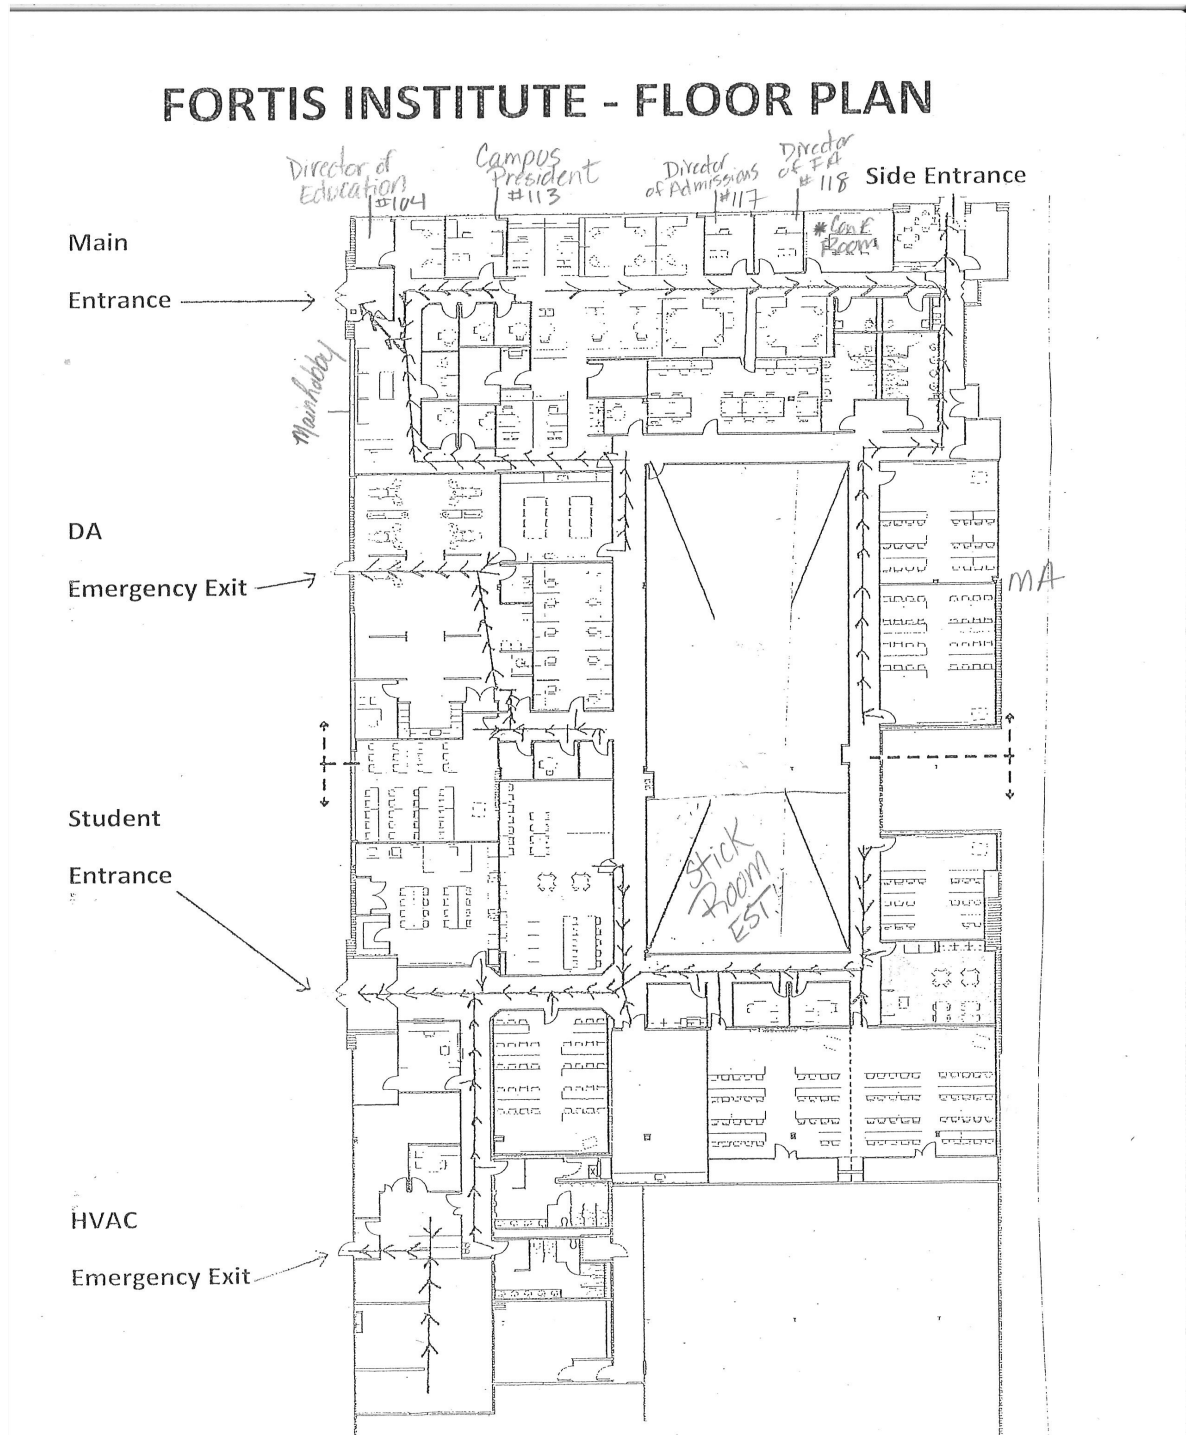 FORTIS INSTITUTE - FLOOR PLAN
Director of
Education
#104
Campus
President
#113
Director
of Admissions
#117
Director
of FA
#118
Side Entrance
Main
Entrance
* Conf.
Room
Main Lobby
DA
Emergency Exit
MA
Student
Entrance
Stick
Room
EST!
HVAC
Emergency Exit